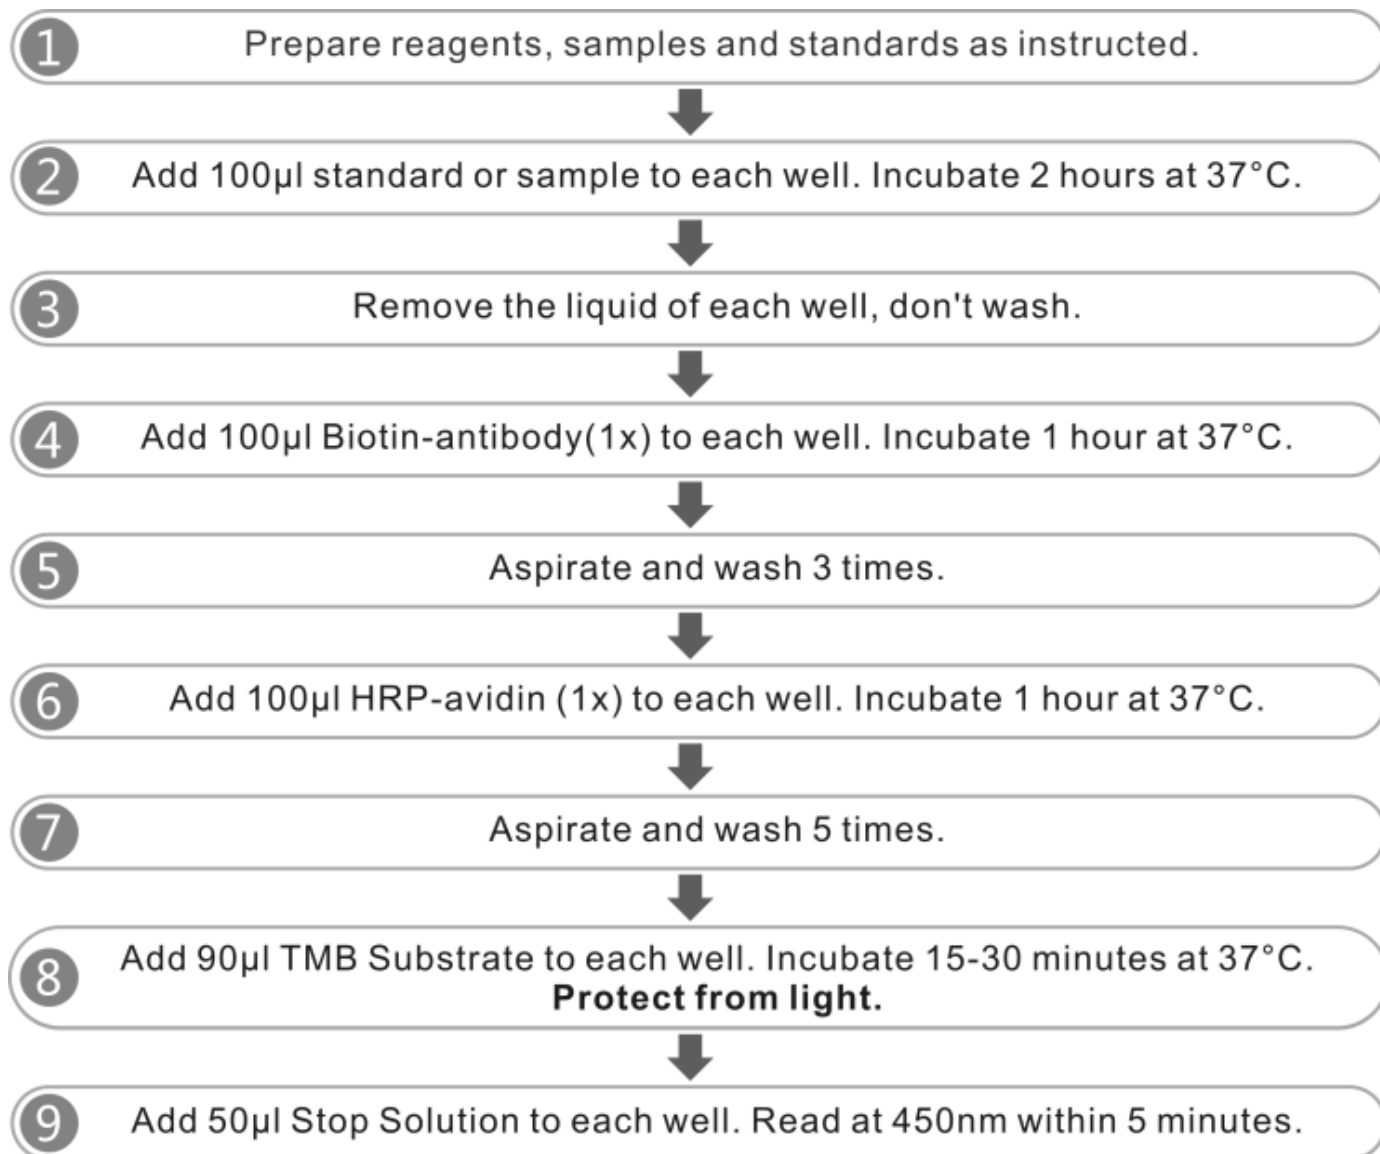 1 Prepare reagents, samples and standards as instructed.
2 Add 100µl standard or sample to each well. Incubate 2 hours at 37°C.
3 Remove the liquid of each well, don't wash.
4 Add 100µl Biotin-antibody(1x) to each well. Incubate 1 hour at 37°C.
5 Aspirate and wash 3 times.
6 Add 100µl HRP-avidin (1x) to each well. Incubate 1 hour at 37°C.
7 Aspirate and wash 5 times.
8 Add 90µl TMB Substrate to each well. Incubate 15-30 minutes at 37°C.
Protect from light.
9 Add 50µl Stop Solution to each well. Read at 450nm within 5 minutes.